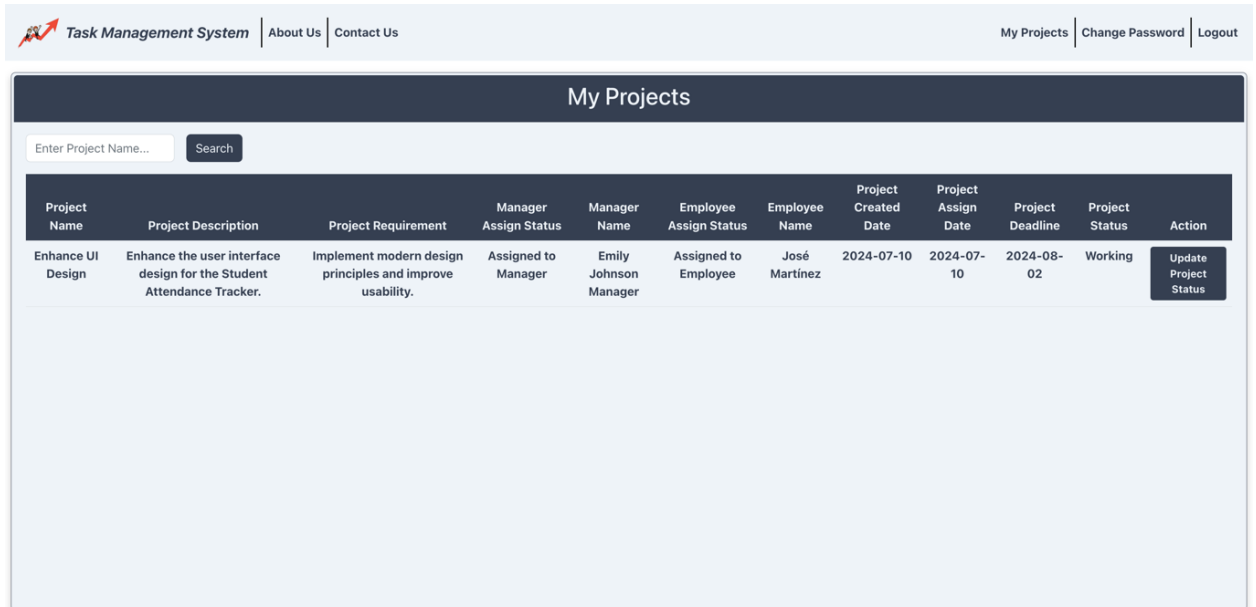 Task Management System About Us Contact Us My Projects Change Password Logout
My Projects
Enter Project Name... Search
Project Name
Project Description
Project Requirement
Manager Assign Status
Manager Name
Employee Assign Status
Employee Name
Project Created Date
Project Assign Date
Project Deadline
Project Status
Action
Enhance UI
Design
Enhance the user interface
design for the Student
Attendance Tracker.
Implement modern design
principles and improve
usability.
Assigned to
Manager
Emily
Johnson
Manager
Assigned to
Employee
José
Martínez
2024-07-10
2024-07-
10
2024-08-
02
Working
Update
Project
Status